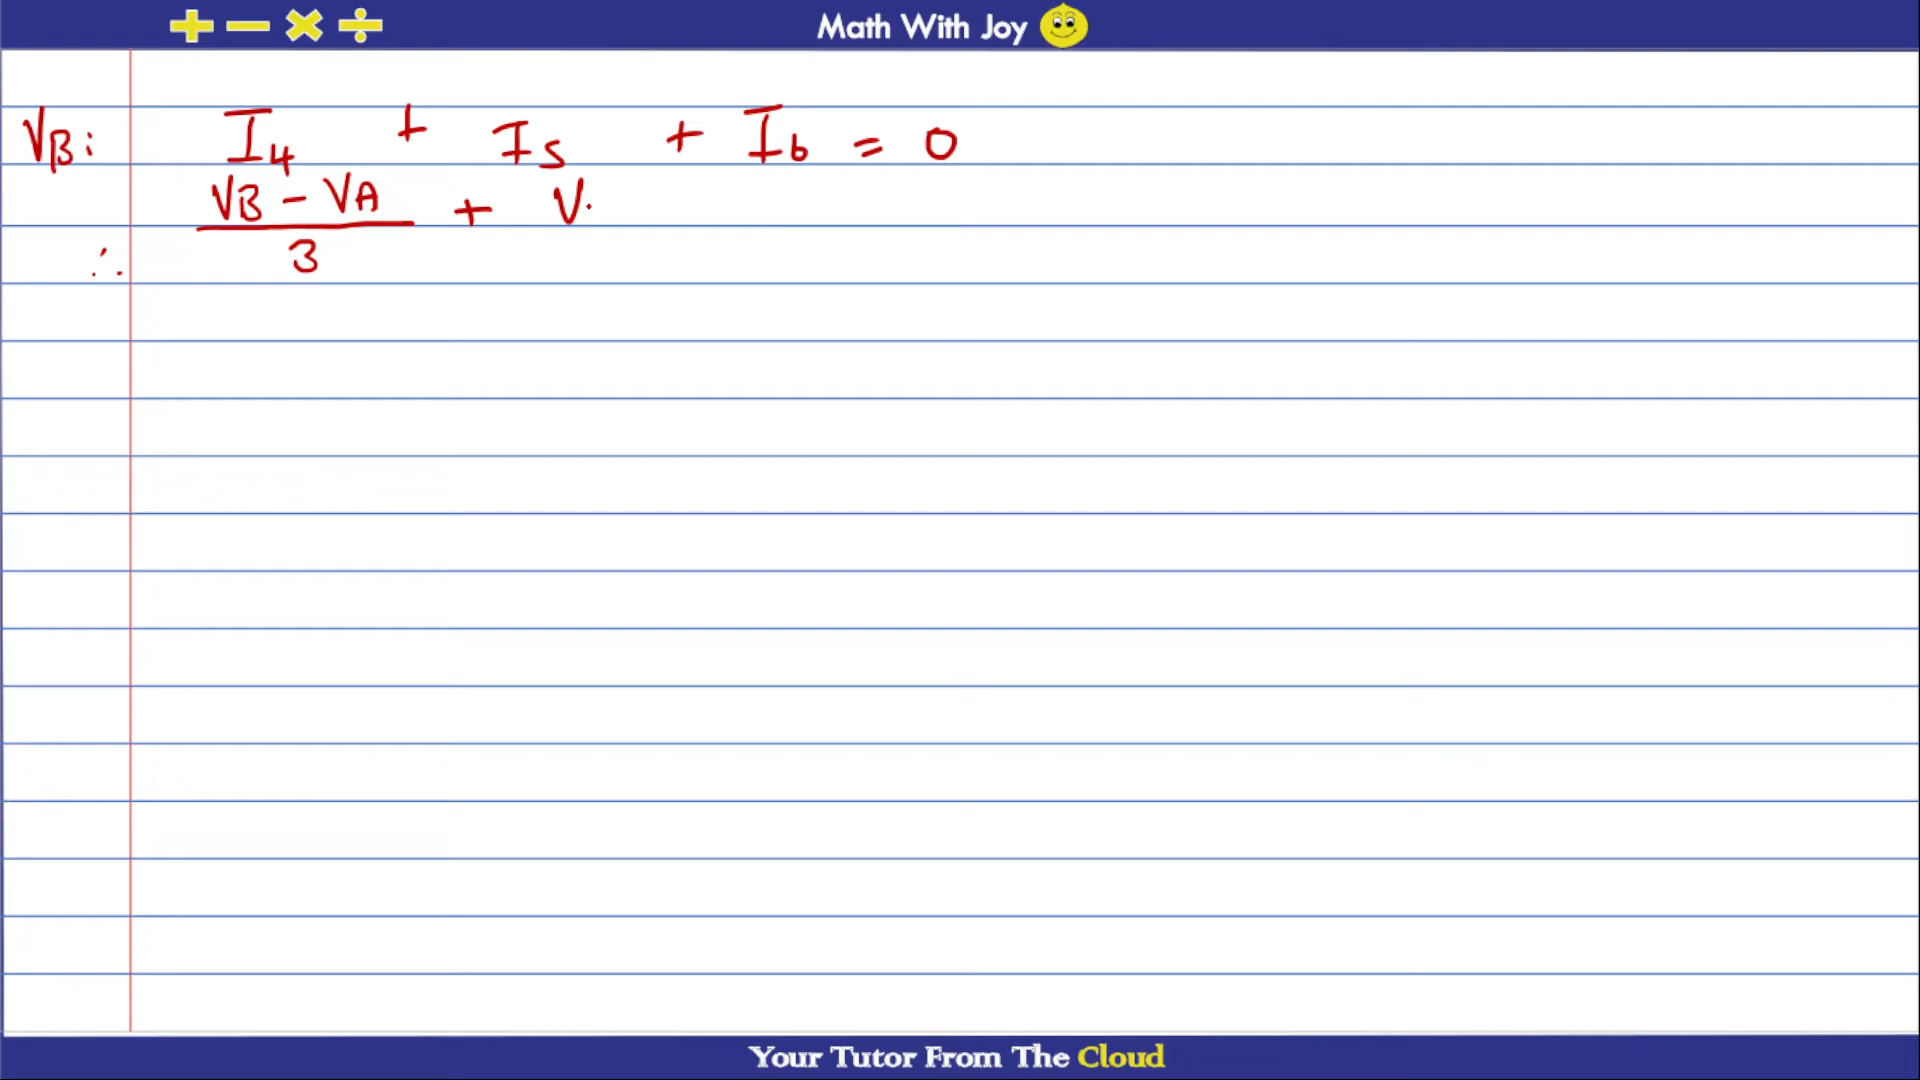 Math With Joy
VB: I4 + I5 + I6 = 0
∴ VB - VA / 3 + V
Your Tutor From The Cloud